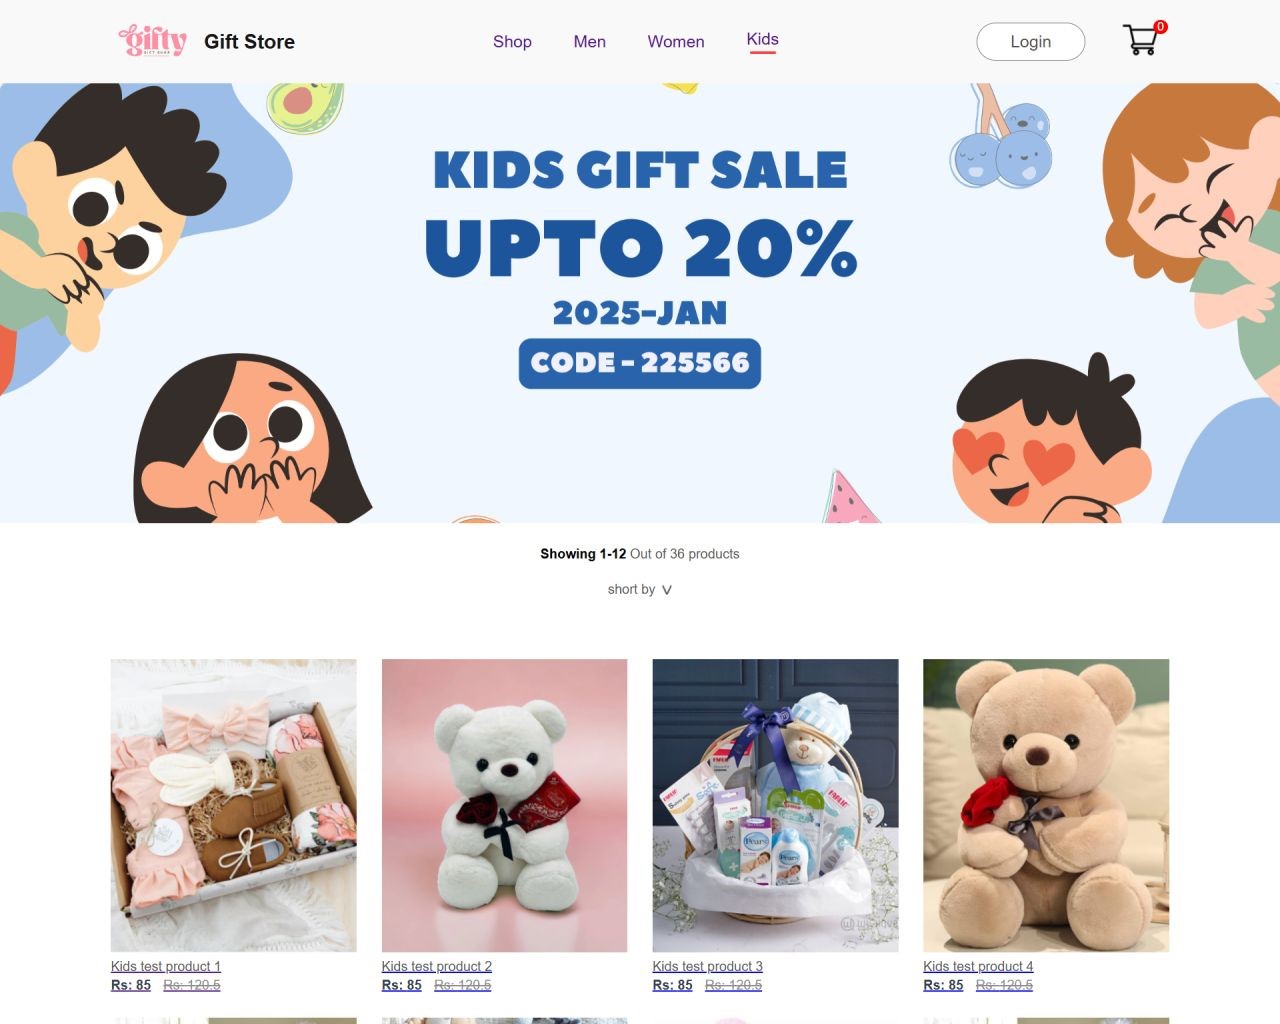 gifty
GIFT SHOP
Gift Store
Shop
Men
Women
Kids
Login
0
KIDS GIFT SALE
UPTO 20%
2025-JAN
CODE - 225566
Showing 1-12 Out of 36 products
short by V
Pears
Pears
Kids test product 1
Rs: 85 Rs: 120.5
Kids test product 2
Rs: 85 Rs: 120.5
Kids test product 3
Rs: 85 Rs: 120.5
Kids test product 4
Rs: 85 Rs: 120.5